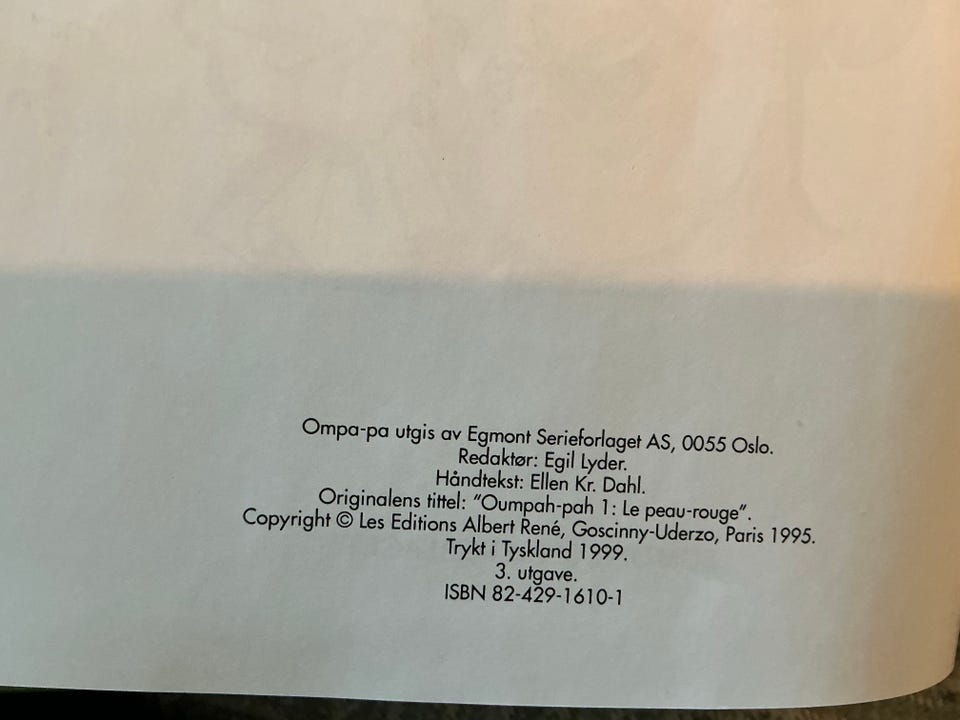 Ompa-pa utgis av Egmont Serieforlaget AS, 0055 Oslo.
Redaktør: Egil Lyder.
Håndtekst: Ellen Kr. Dahl.
Originalens tittel: "Oumpah-pah 1: Le peau-rouge".
Copyright © Les Editions Albert René, Goscinny-Uderzo, Paris 1995.
Trykt i Tyskland 1999.
3. utgave.
ISBN 82-429-1610-1